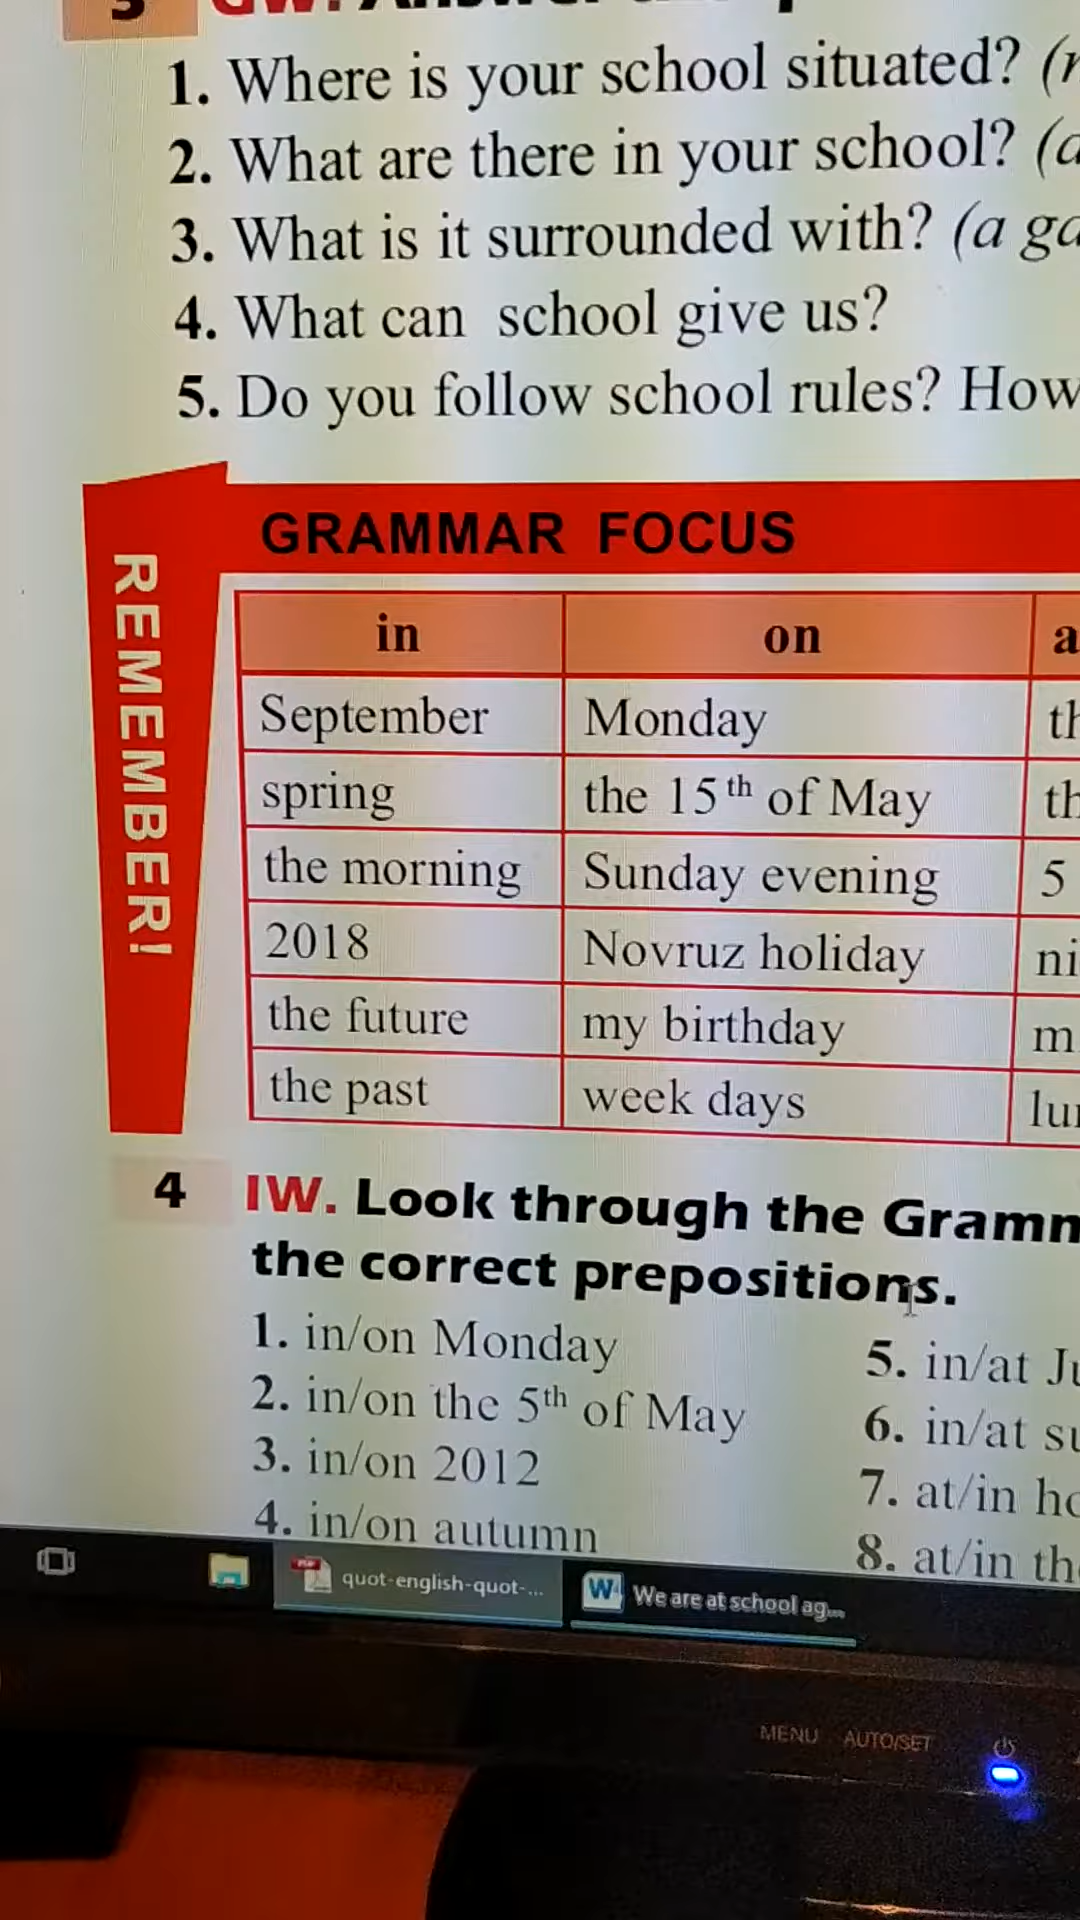 3
1. Where is your school situated?
2. What are there in your school?
3. What is it surrounded with? (a
4. What can school give us?
5. Do you follow school rules? How
REMEMBER!
GRAMMAR FOCUS
in on
September Monday
spring the 15th of May
the morning Sunday evening 5
2018 Novruz holiday
the future my birthday
the past week days
4 IW. Look through the
the correct prepositions.
1. in/on Monday
2. in/on the 5th of May
3. in/on 2012
4. in/on autumn
5. in/at
6. in/at
7. at/in
8. at/in
quot-english-quot-...
We are at school ag...
MENU AUTO/SET